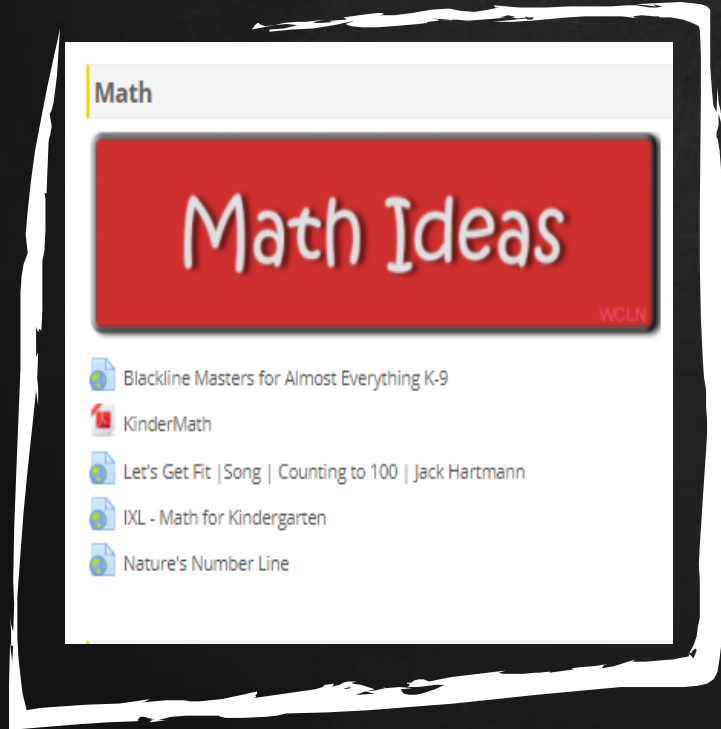 Math
Math Ideas
WCLN
Blackline Masters for Almost Everything K-9
KinderMath
Let's Get Fit |Song | Counting to 100 | Jack Hartmann
IXL - Math for Kindergarten
Nature's Number Line